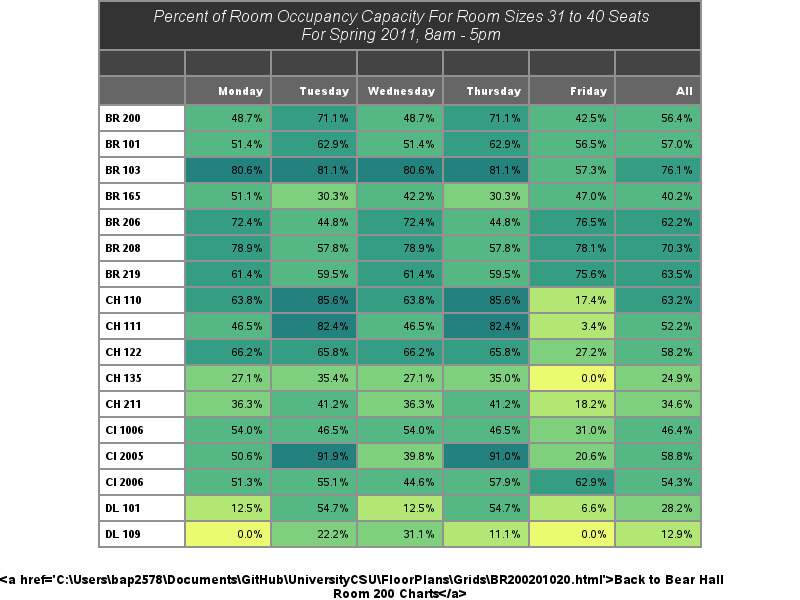 Percent of Room Occupancy Capacity For Room Sizes 31 to 40 Seats
For Spring 2011, 8am - 5pm
Monday Tuesday Wednesday Thursday Friday All
BR 200 48.7% 71.1% 48.7% 71.1% 42.5% 56.4%
BR 101 51.4% 62.9% 51.4% 62.9% 56.5% 57.0%
BR 103 80.6% 81.1% 80.6% 81.1% 57.3% 76.1%
BR 165 51.1% 30.3% 42.2% 30.3% 47.0% 40.2%
BR 206 72.4% 44.8% 72.4% 44.8% 76.5% 62.2%
BR 208 78.9% 57.8% 78.9% 57.8% 78.1% 70.3%
BR 219 61.4% 59.5% 61.4% 59.5% 75.6% 63.5%
CH 110 63.8% 85.6% 63.8% 85.6% 17.4% 63.2%
CH 111 46.5% 82.4% 46.5% 82.4% 3.4% 52.2%
CH 122 66.2% 65.8% 66.2% 65.8% 27.2% 58.2%
CH 135 27.1% 35.4% 27.1% 35.0% 0.0% 24.9%
CH 211 36.3% 41.2% 36.3% 41.2% 18.2% 34.6%
CI 1006 54.0% 46.5% 54.0% 46.5% 31.0% 46.4%
CI 2005 50.6% 91.9% 39.8% 91.0% 20.6% 58.8%
CI 2006 51.3% 55.1% 44.6% 57.9% 62.9% 54.3%
DL 101 12.5% 54.7% 12.5% 54.7% 6.6% 28.2%
DL 109 0.0% 22.2% 31.1% 11.1% 0.0% 12.9%
<a href='C:\Users\bap2578\Documents\GitHub\UniversityCSU\FloorPlans\Grids\BR200201020.html'>Back to Bear Hall
Room 200 Charts</a>